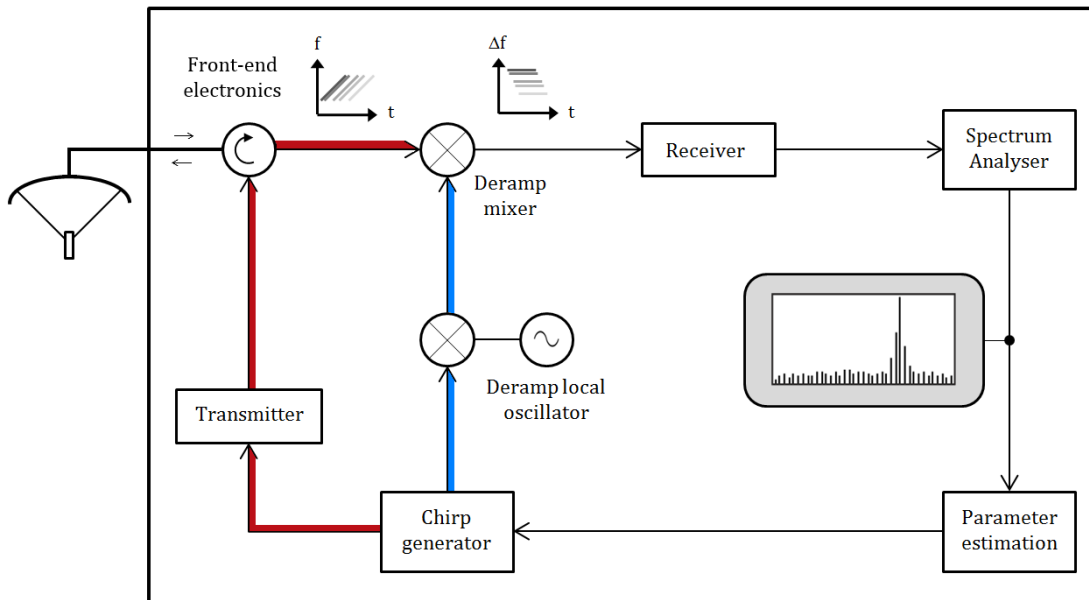 f
Δf
Front-end
electronics
t
t
Deramp
mixer
Receiver
Spectrum
Analyser
Deramp local
oscillator
Transmitter
Chirp
generator
Parameter
estimation